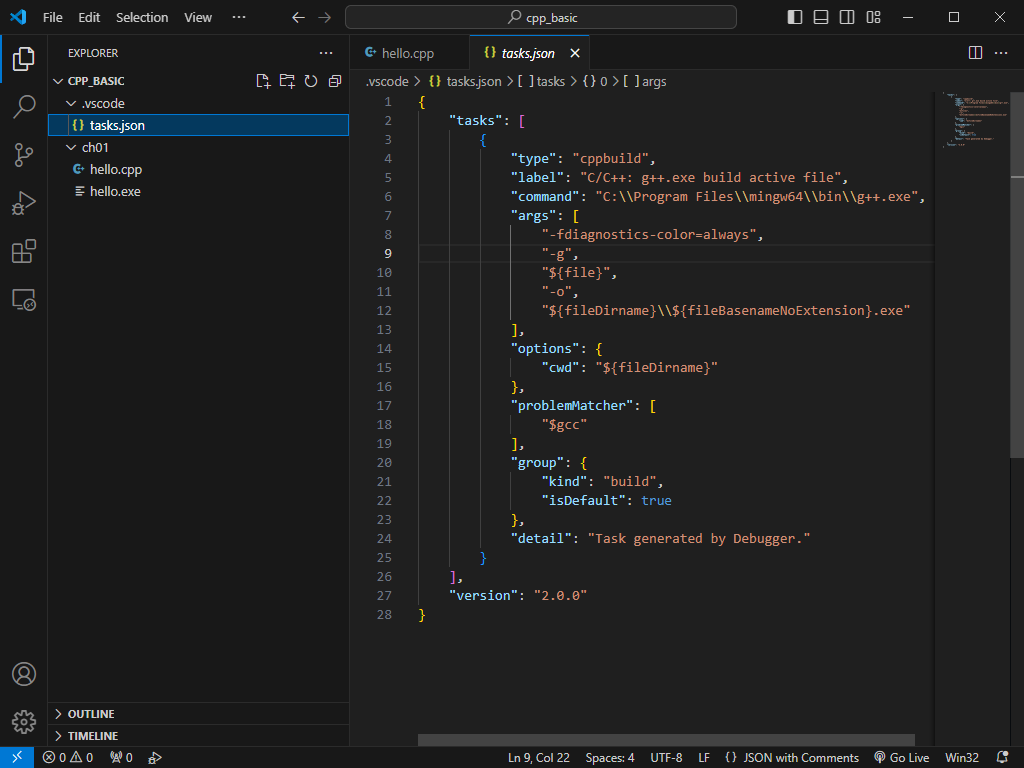 File Edit Selection View ··· cpp_basic
EXPLORER ···
CPP_BASIC
.vscode
tasks.json
ch01
hello.cpp
hello.exe
OUTLINE
TIMELINE
hello.cpp tasks.json ···
.vscode > tasks.json > [ ] tasks > {} 0 > [ ] args
1 {
2 "tasks": [
3 {
4 "type": "cppbuild",
5 "label": "C/C++: g++.exe build active file",
6 "command": "C:\\Program Files\\mingw64\\bin\\g++.exe",
7 "args": [
8 "-fdiagnostics-color=always",
9 "-g",
10 "${file}",
11 "-o",
12 "${fileDirname}\\${fileBasenameNoExtension}.exe"
13 ],
14 "options": {
15 "cwd": "${fileDirname}"
16 },
17 "problemMatcher": [
18 "$gcc"
19 ],
20 "group": {
21 "kind": "build",
22 "isDefault": true
23 },
24 "detail": "Task generated by Debugger."
25 }
26 ],
27 "version": "2.0.0"
28 }
0 0 0 Ln 9, Col 22 Spaces: 4 UTF-8 LF {} JSON with Comments Go Live Win32